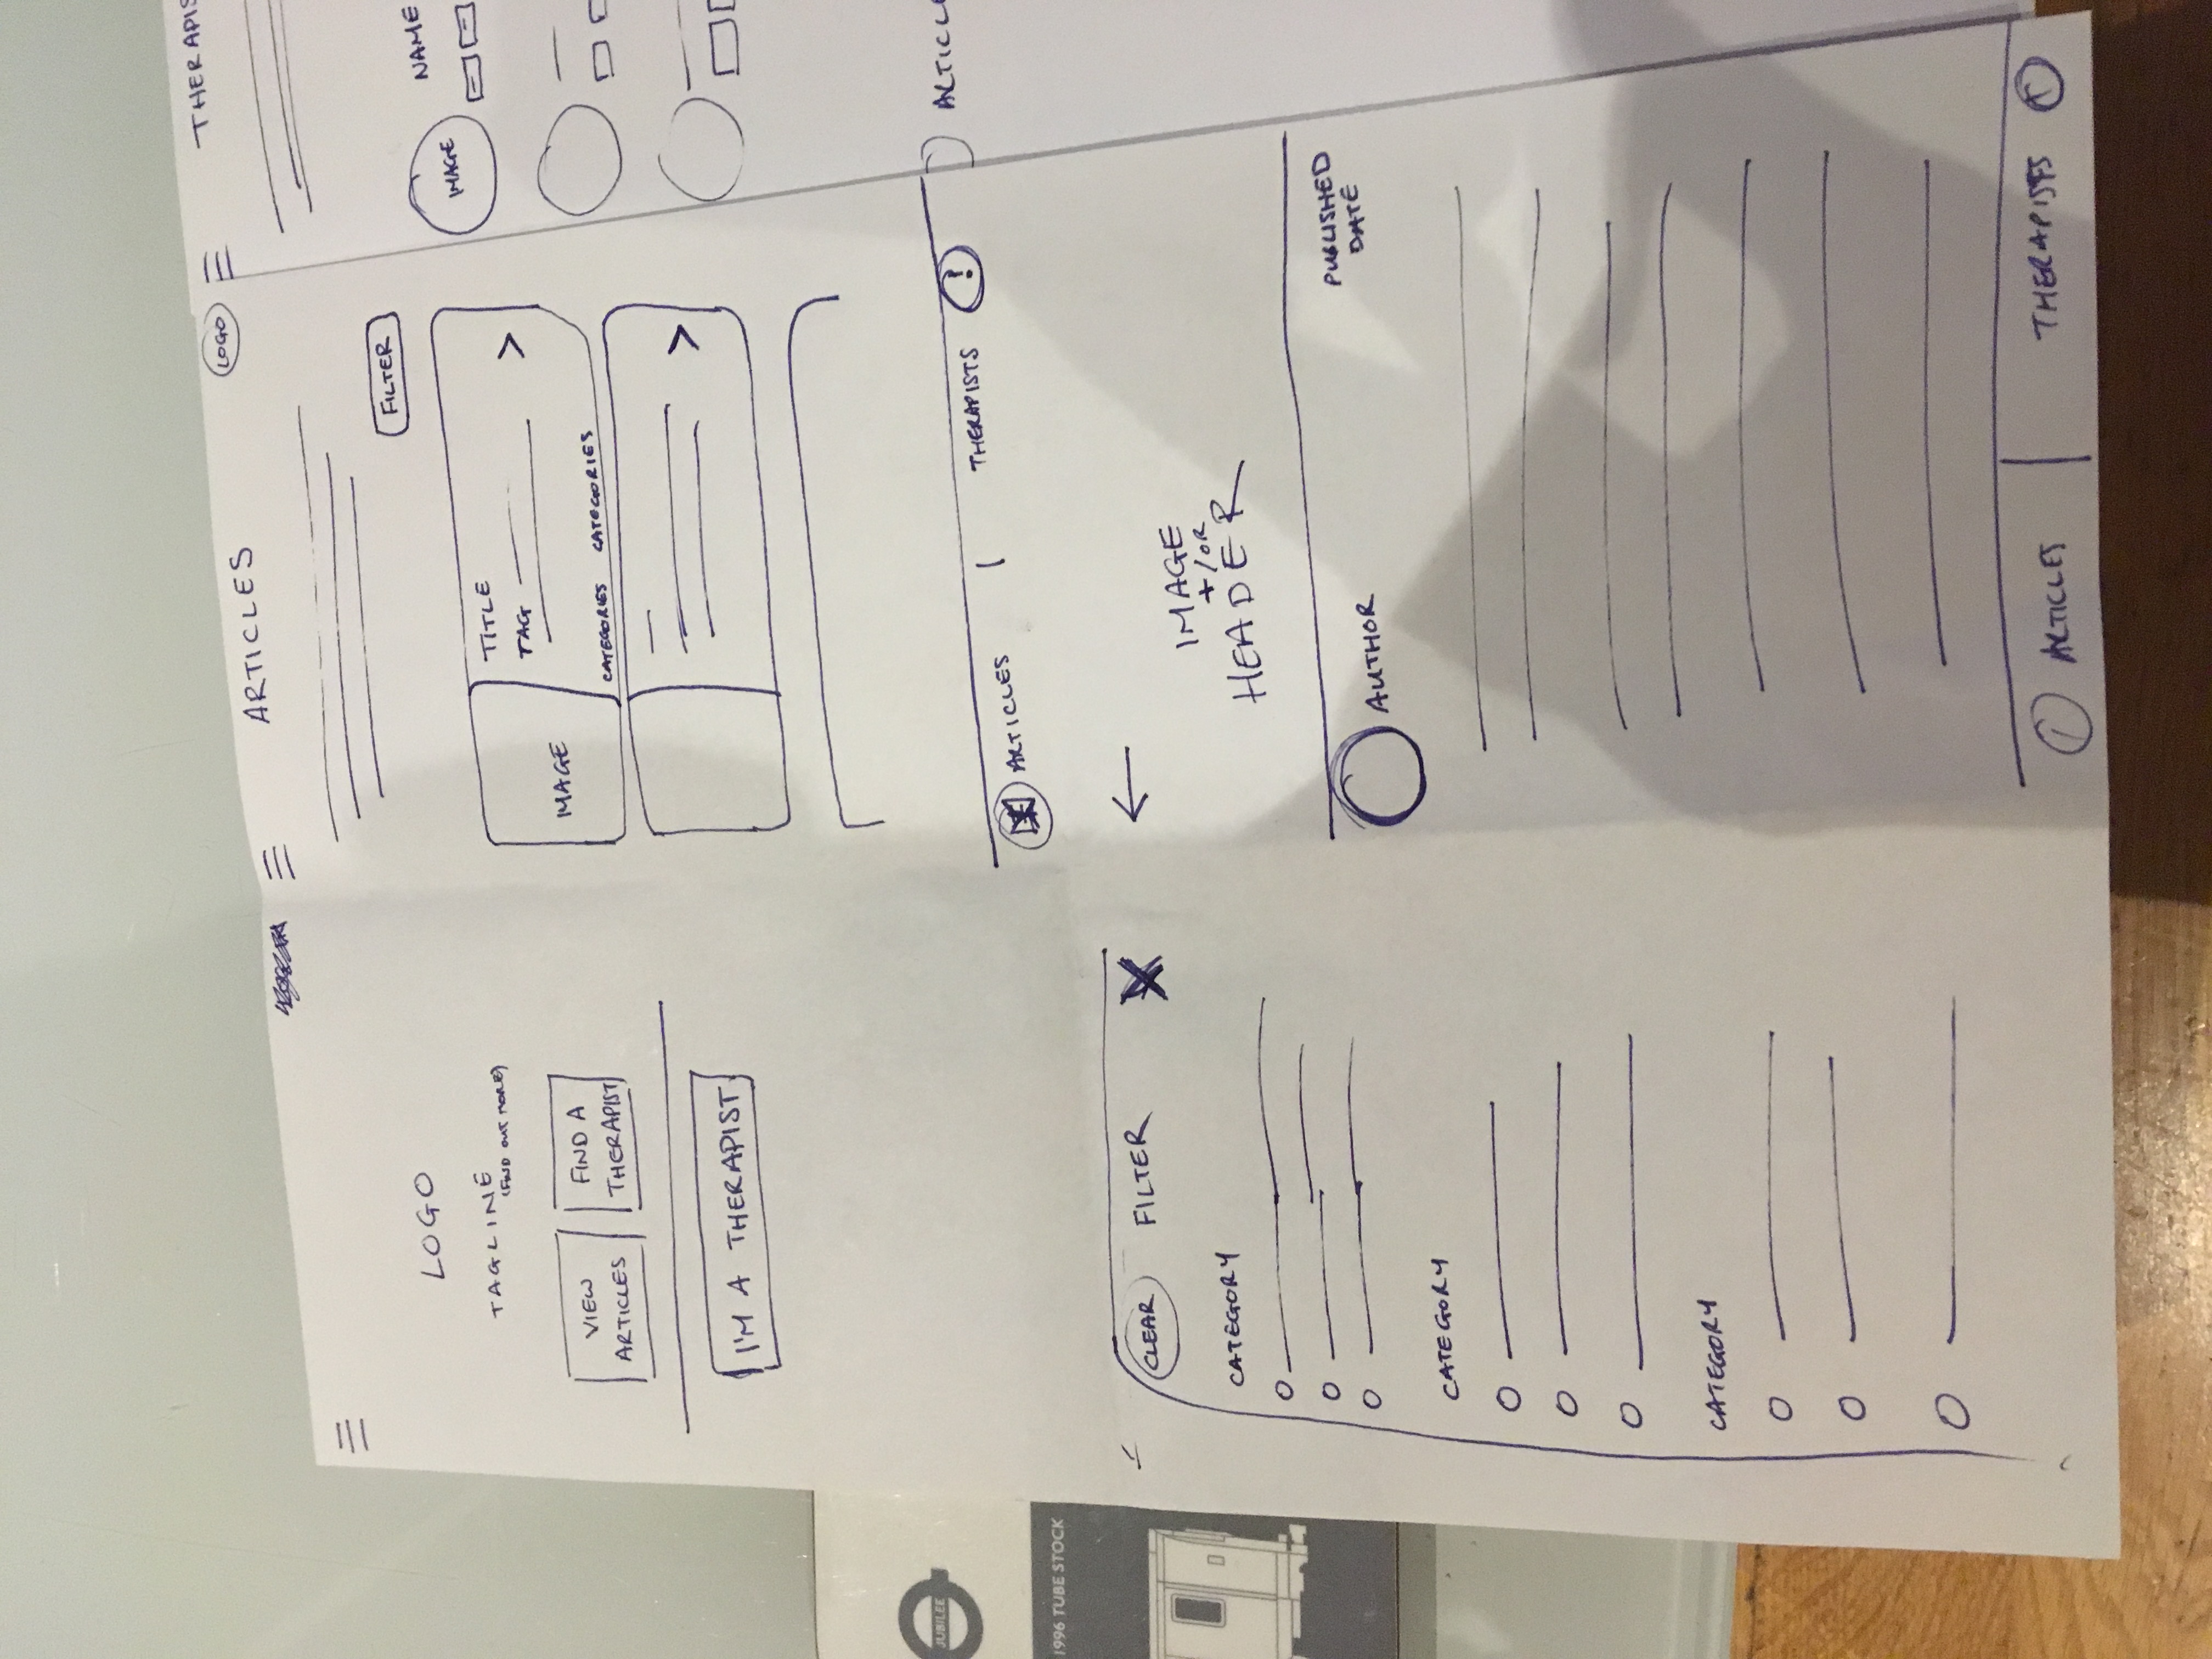 LOGO
TAGLINE
(FIND OUT MORE)
VIEW
ARTICLES
FIND A
THERAPIST
I'M A THERAPIST
ARTICLES
LOGO
FILTER
IMAGE
TITLE
TAG
CATEGORIES CATEGORIES
ARTICLES
THERAPISTS
!
THERAPIS
IMAGE
NAME
ARTICL
CLEAR
FILTER
X
CATEGORY
CATEGORY
CATEGORY
IMAGE
+/OR
HEADER
AUTHOR
PUBLISHED
DATE
ARTICLES
THERAPISTS
JUBILEE
1996 TUBE STOCK